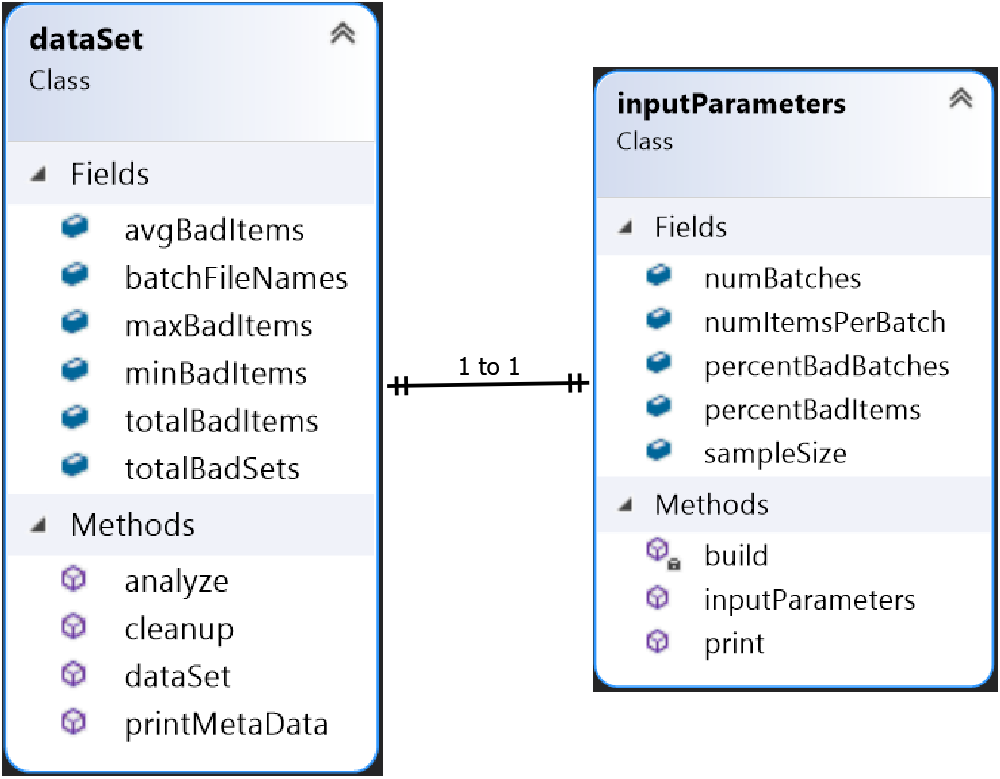 dataSet
Class
Fields
avgBadItems
batchFileNames
maxBadItems
minBadItems
totalBadItems
totalBadSets
Methods
analyze
cleanup
dataSet
printMetaData
1 to 1
inputParameters
Class
Fields
numBatches
numItemsPerBatch
percentBadBatches
percentBadItems
sampleSize
Methods
build
inputParameters
print